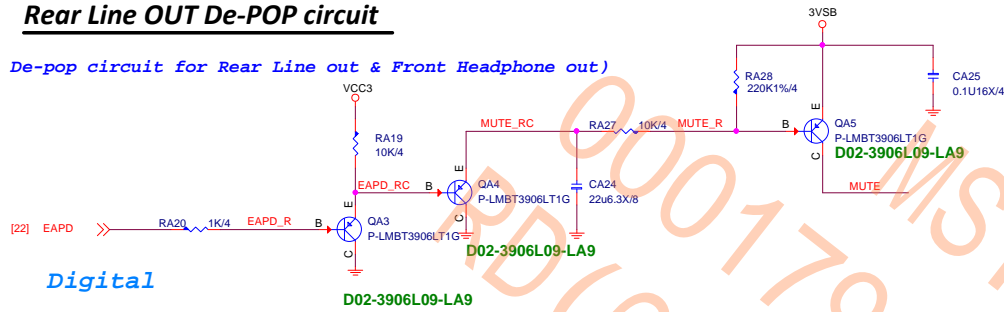 Rear Line OUT De-POP circuit
De-pop circuit for Rear Line out & Front Headphone out)
3VSB
VCC3
RA28
220K1%/4
CA25
0.1U16X/4
RA19
10K/4
MUTE_RC
RA27
10K/4
MUTE_R
B
E
C
QA5
P-LMBT3906LT1G
D02-3906L09-LA9
MUTE
EAPD_RC
B
E
C
QA4
P-LMBT3906LT1G
D02-3906L09-LA9
CA24
22u6.3X/8
[22]
EAPD
RA20
1K/4
EAPD_R
B
E
C
QA3
P-LMBT3906LT1G
D02-3906L09-LA9
Digital